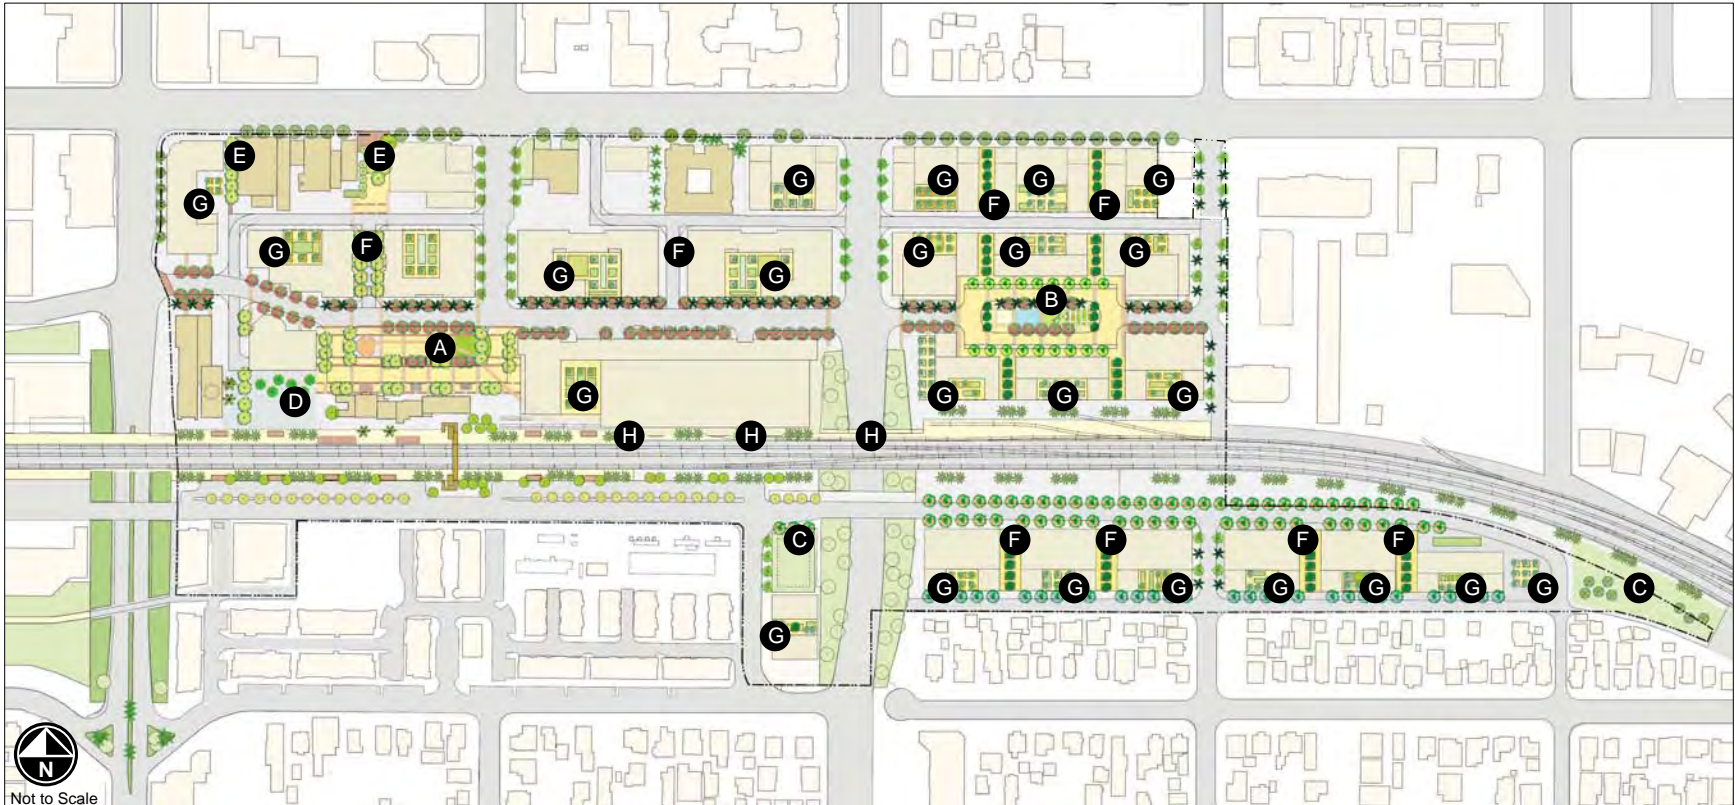 E E
G G G G G
F F
G F G F G G G G G
B
A
D G G G G
H H H
C F F F F
G G G G G G G C
G
N
Not to Scale